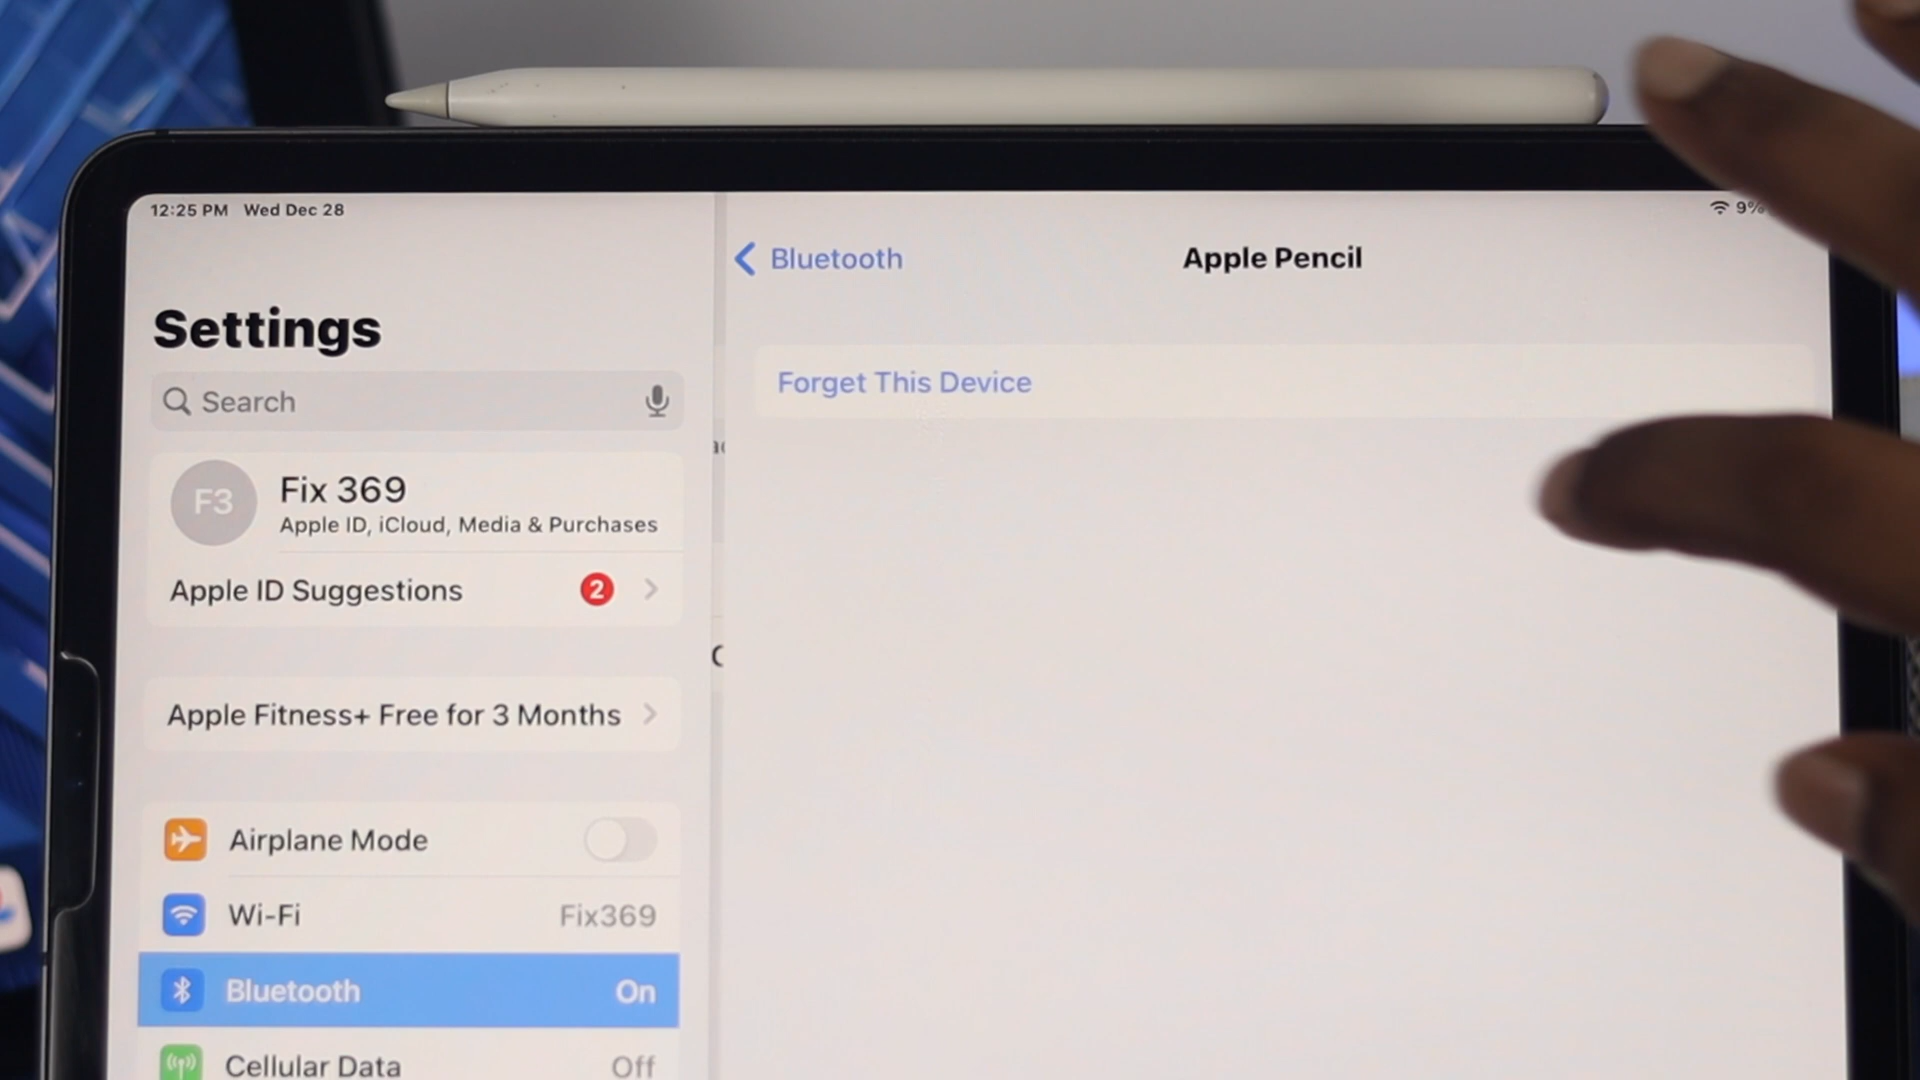 12:25 PM Wed Dec 28
9%
Bluetooth
Apple Pencil
Settings
Search
Forget This Device
F3
Fix 369
Apple ID, iCloud, Media & Purchases
Apple ID Suggestions 2
Apple Fitness+ Free for 3 Months
Airplane Mode
Wi-Fi Fix369
Bluetooth On
Cellular Data Off